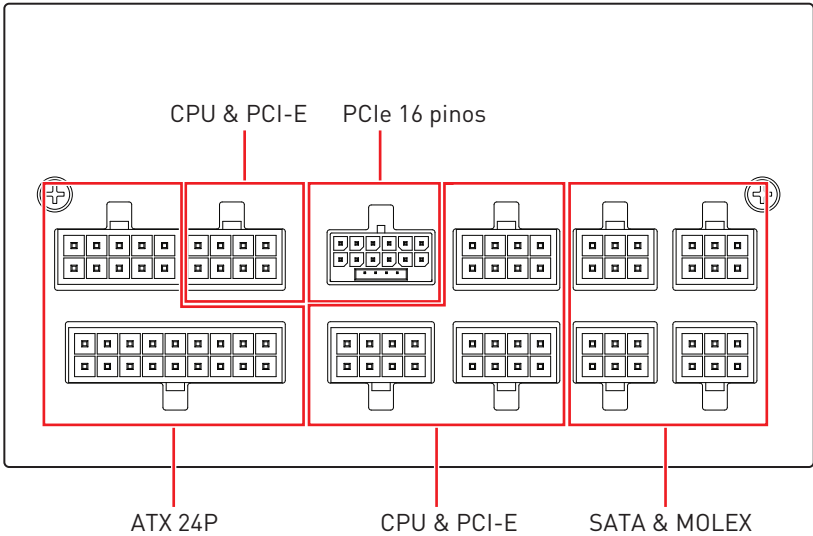 CPU & PCI-E
PCIe 16 pinos
ATX 24P
CPU & PCI-E
SATA & MOLEX